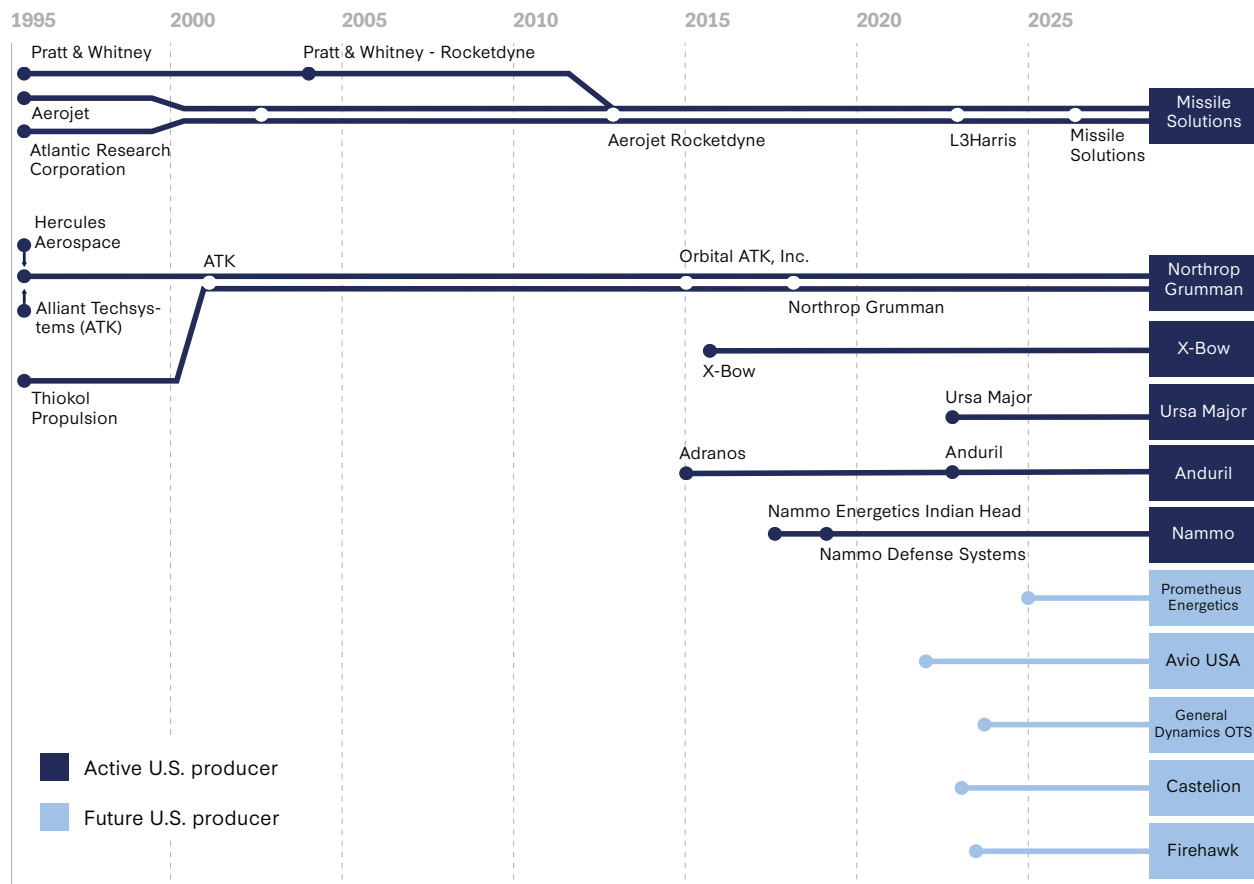 1995 2000 2005 2010 2015 2020 2025
Pratt & Whitney
Pratt & Whitney - Rocketdyne
Aerojet
Atlantic Research
Corporation
Aerojet Rocketdyne
L3Harris
Missile
Solutions
Missile
Solutions
Hercules
Aerospace
ATK
Orbital ATK, Inc.
Northrop
Grumman
Alliant Techsys-
tems (ATK)
Northrop Grumman
X-Bow
X-Bow
Thiokol
Propulsion
Ursa Major
Ursa Major
Adranos
Anduril
Anduril
Nammo Energetics Indian Head
Nammo Defense Systems
Nammo
Prometheus
Energetics
Avio USA
General
Dynamics OTS
Active U.S. producer
Castelion
Future U.S. producer
Firehawk